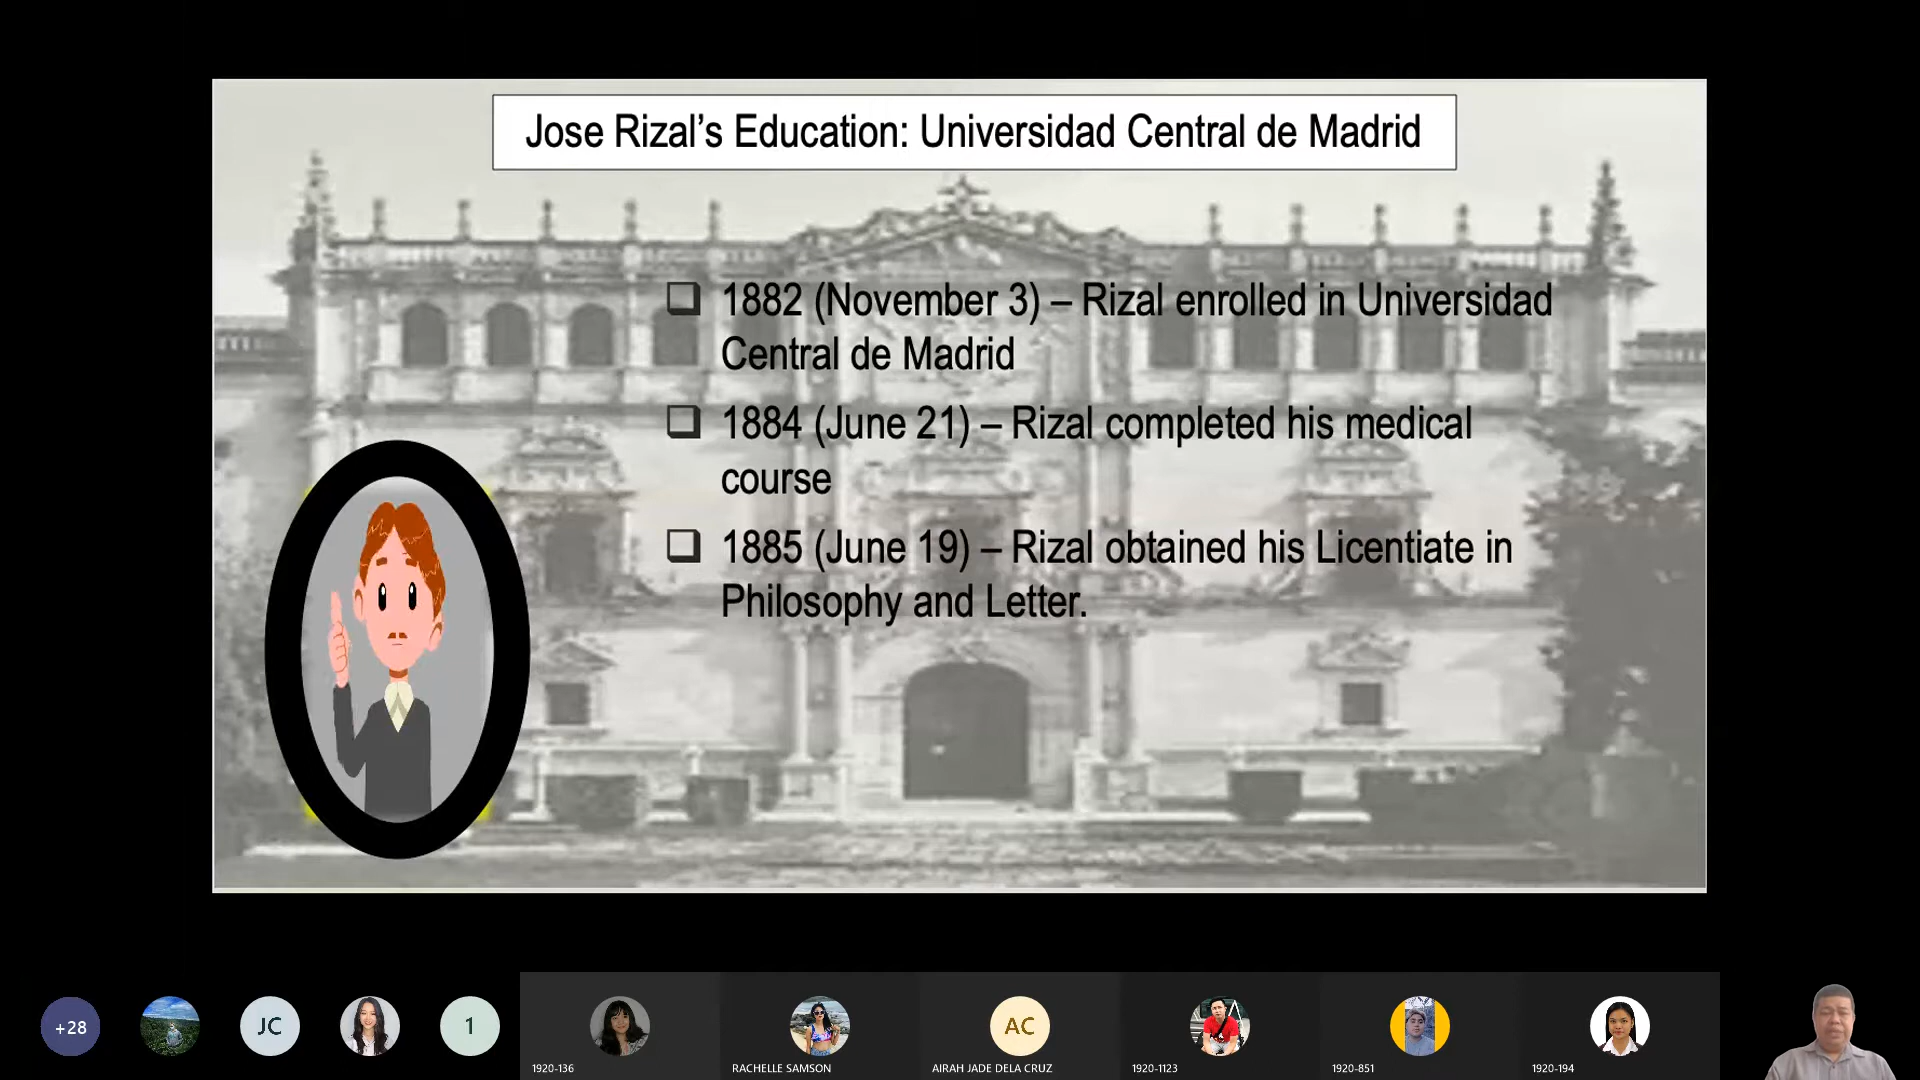 Jose Rizal’s Education: Universidad Central de Madrid
1882 (November 3) – Rizal enrolled in Universidad
Central de Madrid
1884 (June 21) – Rizal completed his medical
course
1885 (June 19) – Rizal obtained his Licentiate in
Philosophy and Letter.
+28
JC
1
AC
1920-136
RACHELLE SAMSON
AIRAH JADE DELA CRUZ
1920-1123
1920-851
1920-194